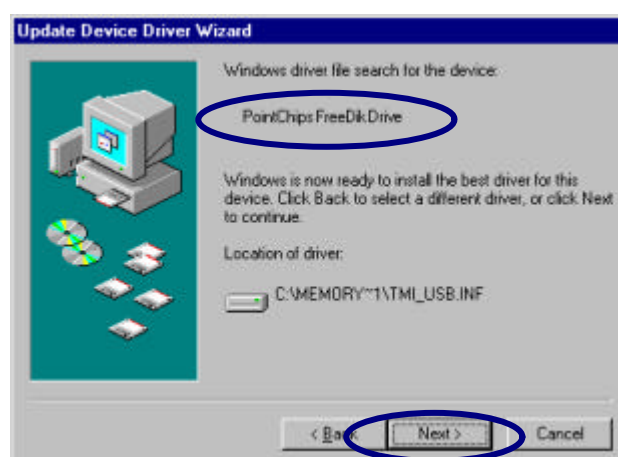 Update Device Driver Wizard
Windows driver file search for the device:
PointChips FreeDik Drive
Windows is now ready to install the best driver for this
device. Click Back to select a different driver, or click Next
to continue.
Location of driver:
C:\MEMORY~1\TMI_USB.INF
< Back Next > Cancel